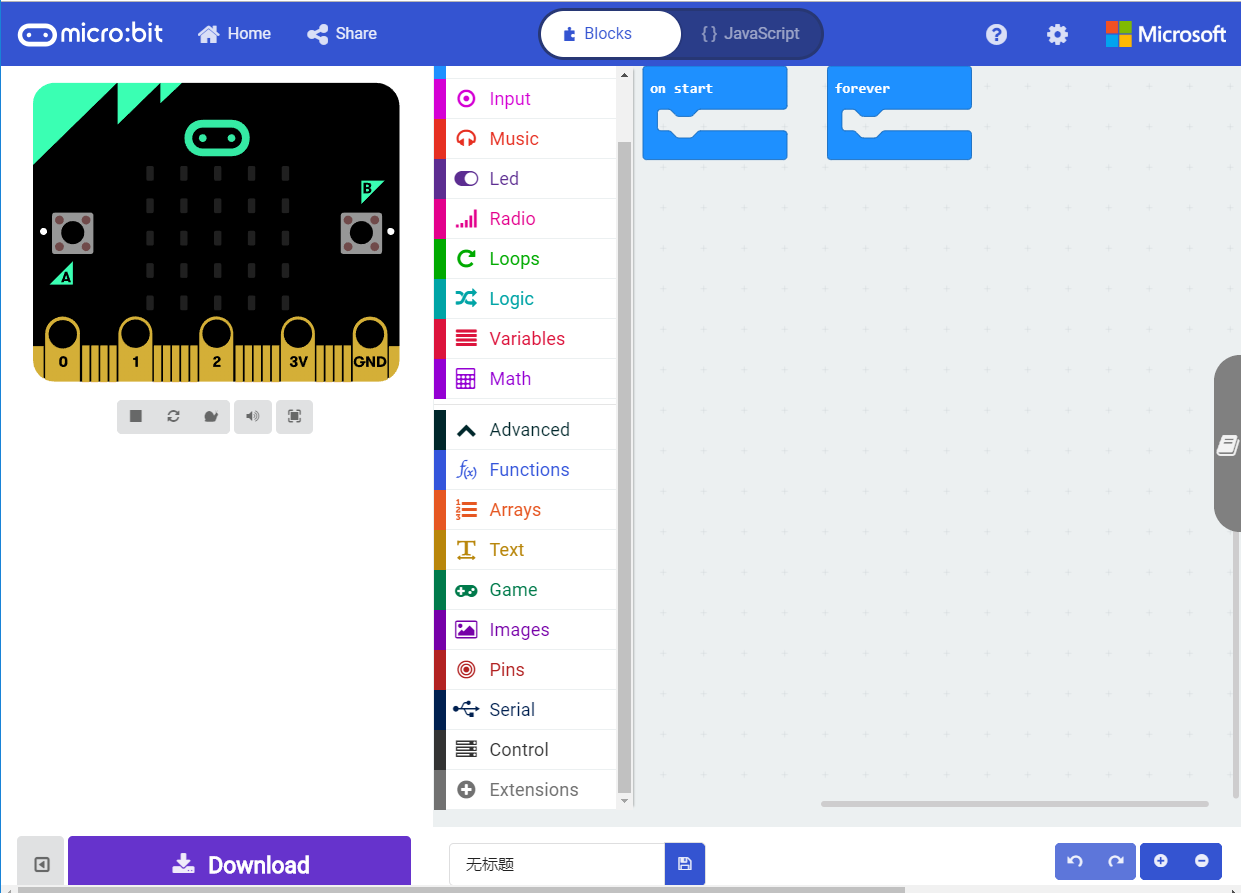 micro:bit
Home
Share
Blocks
{ } JavaScript
Microsoft
B
A
0
1
2
3V
GND
Input
Music
Led
Radio
Loops
Logic
Variables
Math
Advanced
f(x) Functions
Arrays
Text
Game
Images
Pins
Serial
Control
Extensions
on start
forever
Download
无标题